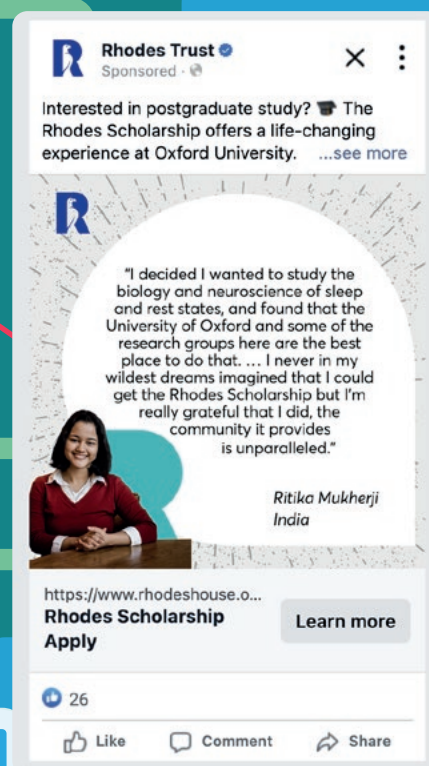 Rhodes Trust
Sponsored ·
Interested in postgraduate study? 🎓 The
Rhodes Scholarship offers a life-changing
experience at Oxford University. ...see more
R
"I decided I wanted to study the
biology and neuroscience of sleep
and rest states, and found that the
University of Oxford and some of the
research groups here are the best
place to do that. ... I never in my
wildest dreams imagined that I could
get the Rhodes Scholarship but I'm
really grateful that I did, the
community it provides
is unparalleled."
Ritika Mukherji
India
https://www.rhodeshouse.o...
Rhodes Scholarship
Apply
Learn more
26
Like Comment Share